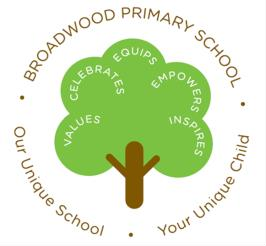 BROADWOOD PRIMARY SCHOOL
VALUES
CELEBRATES
EQUIPS
EMPOWERS
INSPIRES
Our Unique School
Your Unique Child